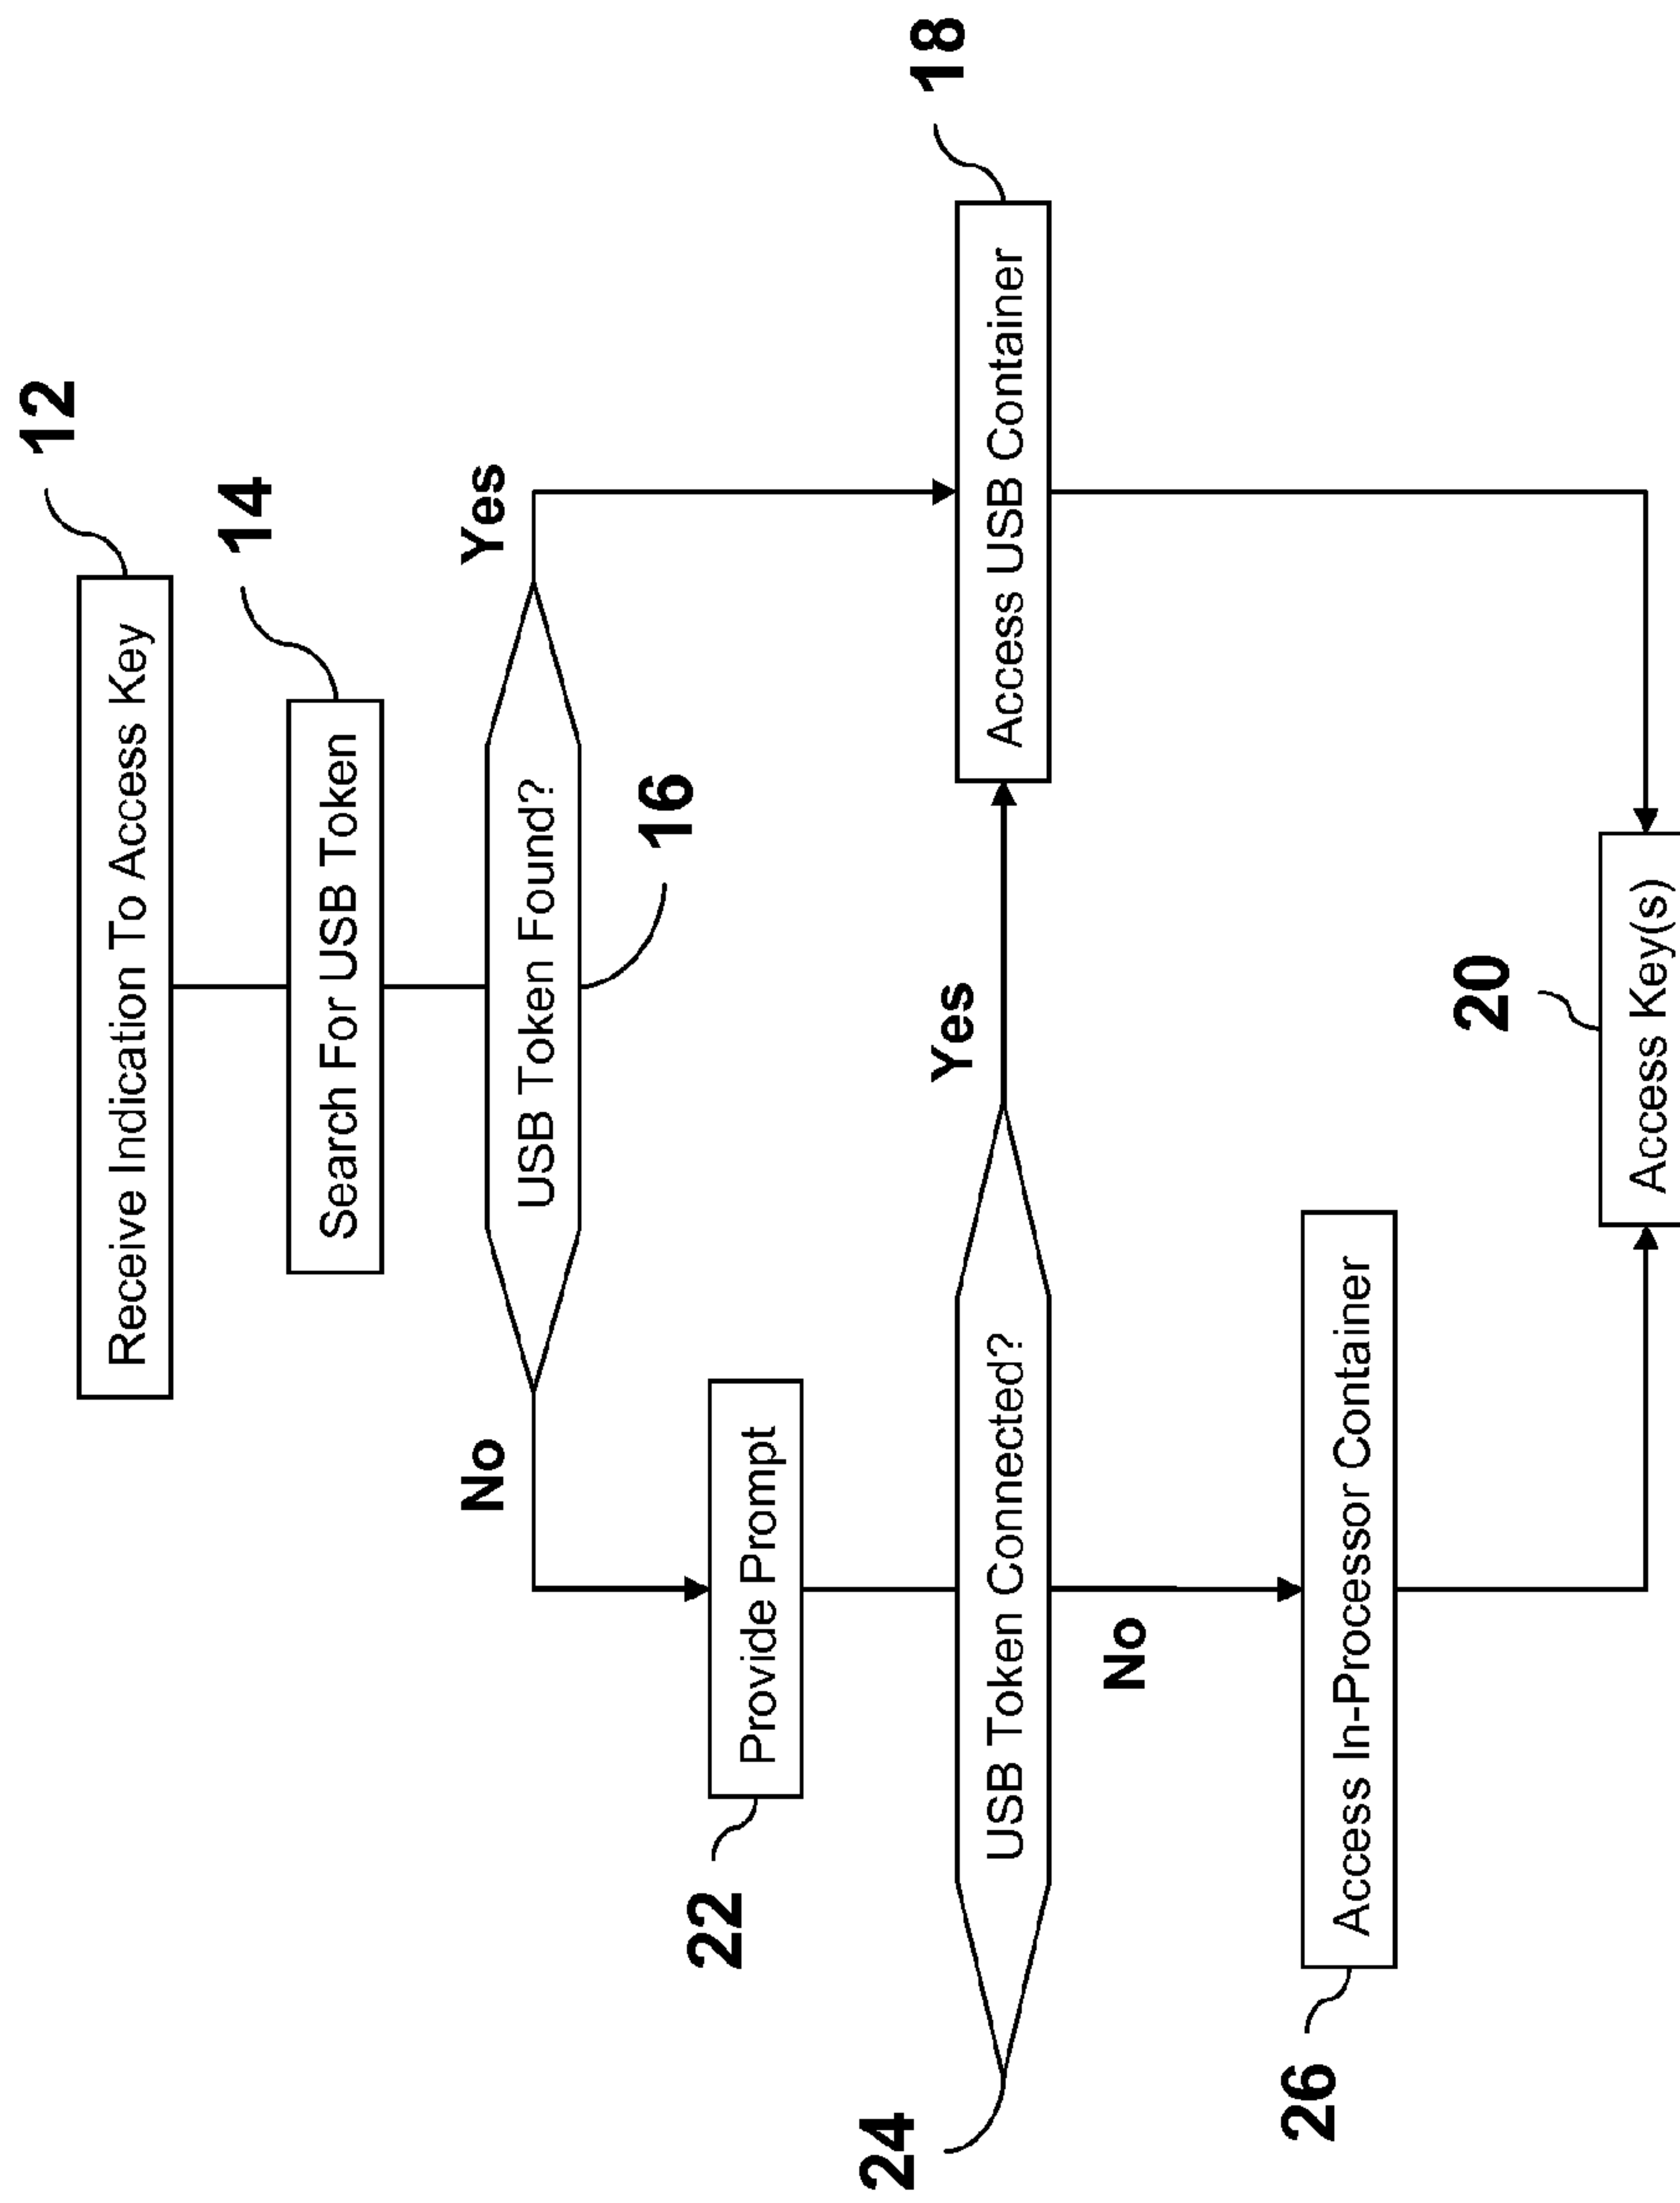 Receive Indication To Access Key
12
Search For USB Token
14
USB Token Found?
16
No
Yes
Provide Prompt
22
USB Token Connected?
24
Yes
Access USB Container
18
No
Access In-Processor Container
26
Access Key(s)
20